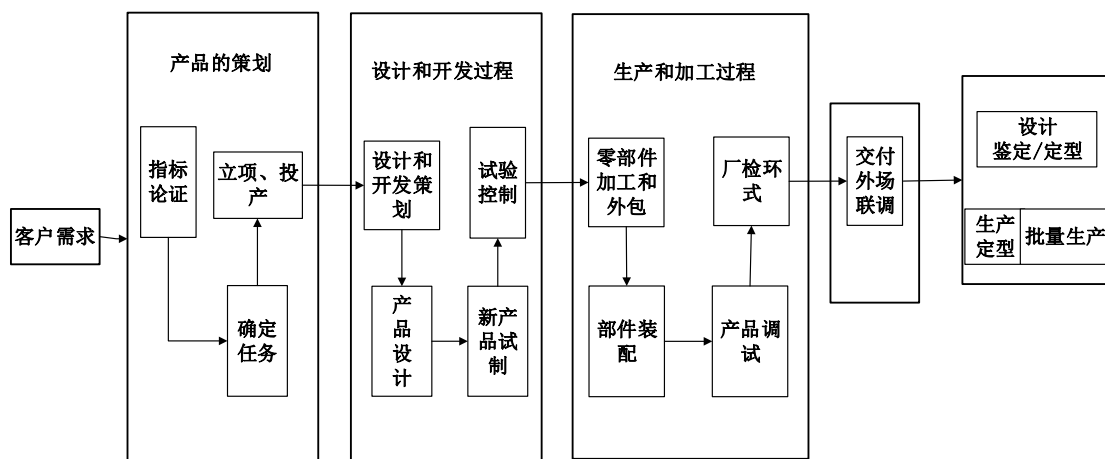 客户需求
产品的策划
指标
论证
确定
任务
立项、投
产
设计和开发过程
设计和
开发策
划
产
品
设
计
新产
品试
制
试验
控制
生产和加工过程
零部件
加工和
外包
部件装
配
产品调
试
厂检环
式
交付
外场
联调
设计
鉴定/定型
生产
定型
批量生产